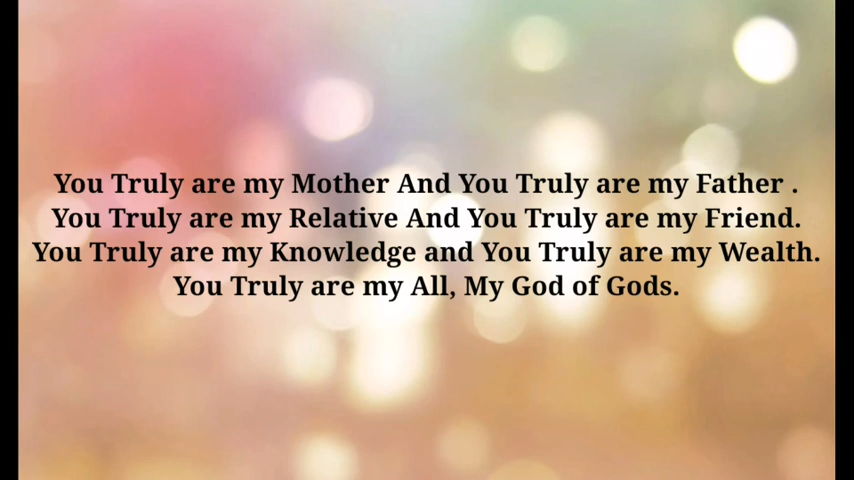 You Truly are my Mother And You Truly are my Father .
You Truly are my Relative And You Truly are my Friend.
You Truly are my Knowledge and You Truly are my Wealth.
You Truly are my All, My God of Gods.